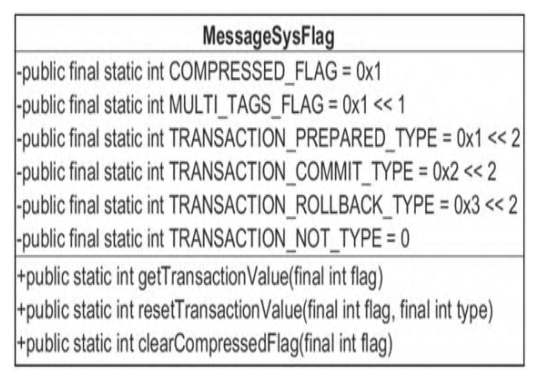 MessageSysFlag
-public final static int COMPRESSED_FLAG = 0x1
-public final static int MULTI_TAGS_FLAG = 0x1 << 1
-public final static int TRANSACTION_PREPARED_TYPE = 0x1 << 2
-public final static int TRANSACTION_COMMIT_TYPE = 0x2 << 2
-public final static int TRANSACTION_ROLLBACK_TYPE = 0x3 << 2
-public final static int TRANSACTION_NOT_TYPE = 0
+public static int getTransactionValue(final int flag)
+public static int resetTransactionValue(final int flag, final int type)
+public static int clearCompressedFlag(final int flag)